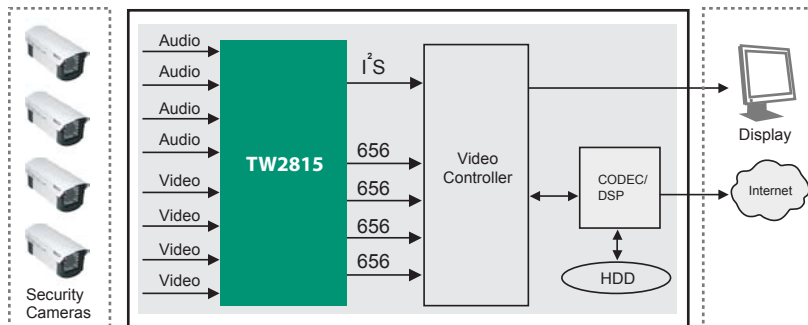 Audio
Audio
Audio
Audio
Video
Video
Video
Video
TW2815
I²S
656
656
656
656
Video
Controller
CODEC/
DSP
HDD
Display
Internet
Security
Cameras